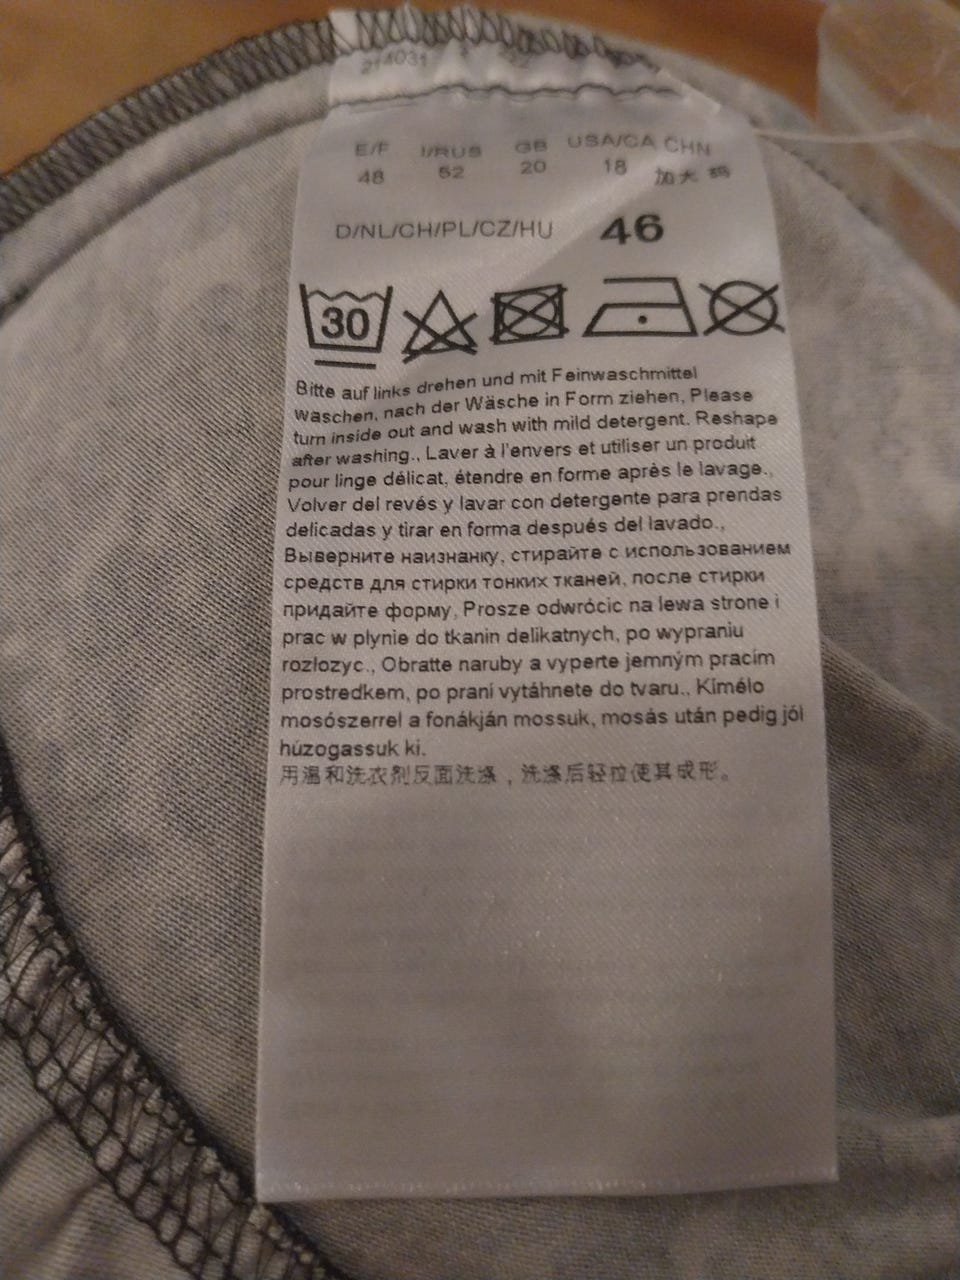 214031
E/F I/RUS GB USA/CA CHN
48 52 20 18 加大码
D/NL/CH/PL/CZ/HU 46
30
Bitte auf links drehen und mit Feinwaschmittel
waschen, nach der Wäsche in Form ziehen, Please
turn inside out and wash with mild detergent. Reshape
after washing., Laver à l'envers et utiliser un produit
pour linge délicat, étendre en forme après le lavage.,
Volver del revés y lavar con detergente para prendas
delicadas y tirar en forma después del lavado.,
Выверните наизнанку, стирайте с использованием
средств для стирки тонких тканей, после стирки
придайте форму, Prosze odwrócic na lewa strone i
prac w plynie do tkanin delikatnych, po wypraniu
rozlozyc., Obratte naruby a vyperte jemným pracím
prostredkem, po praní vytáhnete do tvaru., Kímélo
mosószerrel a fonákján mossuk, mosás után pedig jól
húzogassuk ki.
用温和洗衣剂反面洗涤，洗涤后轻拉使其成形。